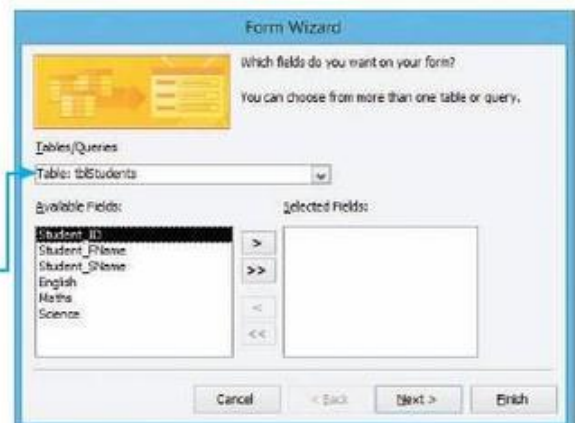 Form Wizard
Which fields do you want on your form?
You can choose from more than one table or query.
Tables/Queries
Table: tblStudents
Available Fields:
Selected Fields:
Student_ID
Student_FName
Student_SName
English
Maths
Science
>
>>
<
<<
Cancel
< Back
Next >
Finish